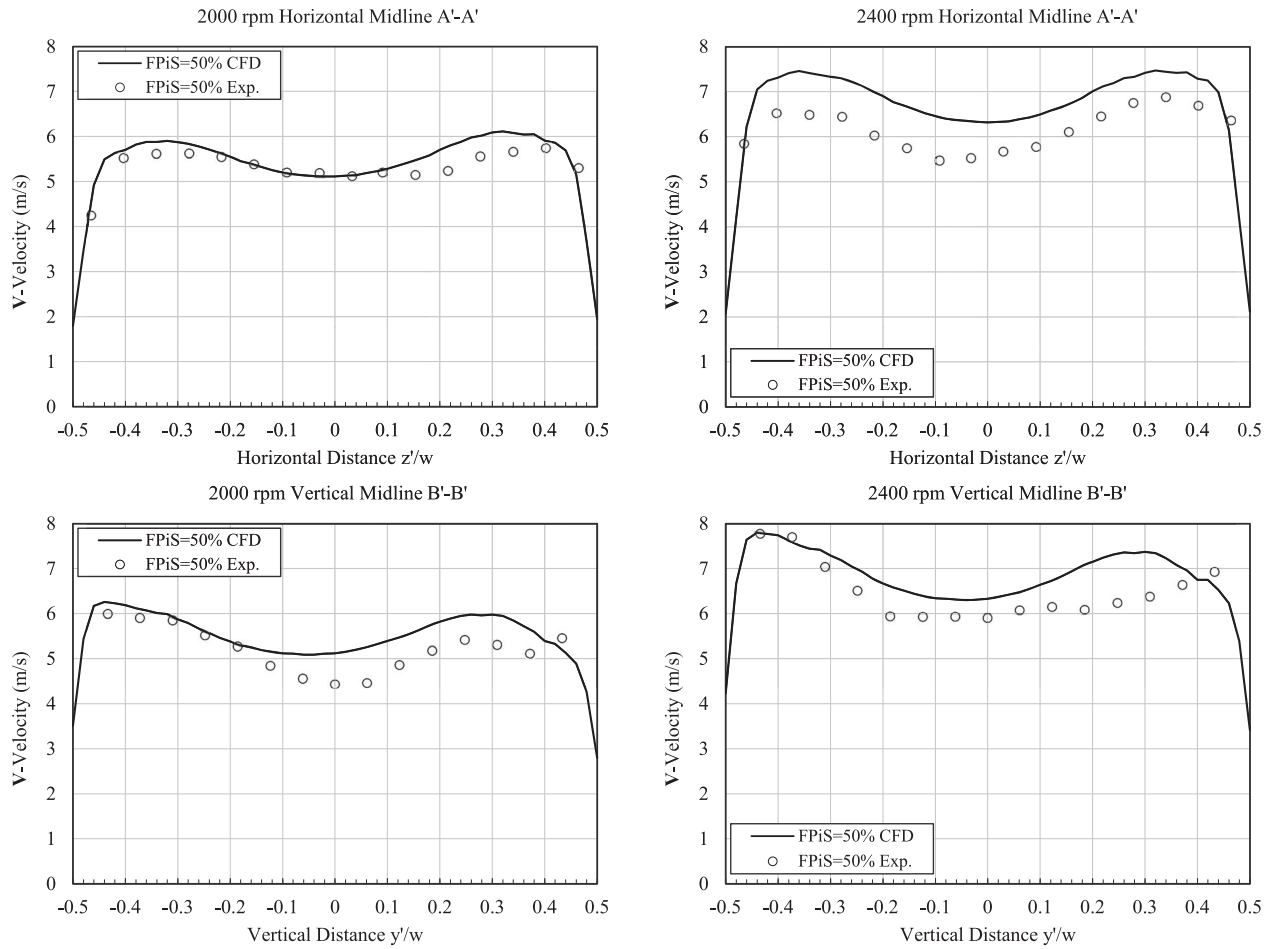 2000 rpm Horizontal Midline A'-A'
8
7
6
5
4
3
2
1
0
V-Velocity (m/s)
FPiS=50% CFD
FPiS=50% Exp.
-0.5 -0.4 -0.3 -0.2 -0.1 0 0.1 0.2 0.3 0.4 0.5
Horizontal Distance z'/w
2400 rpm Horizontal Midline A'-A'
8
7
6
5
4
3
2
1
0
V-Velocity (m/s)
FPiS=50% CFD
FPiS=50% Exp.
-0.5 -0.4 -0.3 -0.2 -0.1 0 0.1 0.2 0.3 0.4 0.5
Horizontal Distance z'/w
2000 rpm Vertical Midline B'-B'
8
7
6
5
4
3
2
1
0
V-Velocity (m/s)
FPiS=50% CFD
FPiS=50% Exp.
-0.5 -0.4 -0.3 -0.2 -0.1 0 0.1 0.2 0.3 0.4 0.5
Vertical Distance y'/w
2400 rpm Vertical Midline B'-B'
8
7
6
5
4
3
2
1
0
V-Velocity (m/s)
FPiS=50% CFD
FPiS=50% Exp.
-0.5 -0.4 -0.3 -0.2 -0.1 0 0.1 0.2 0.3 0.4 0.5
Vertical Distance y'/w